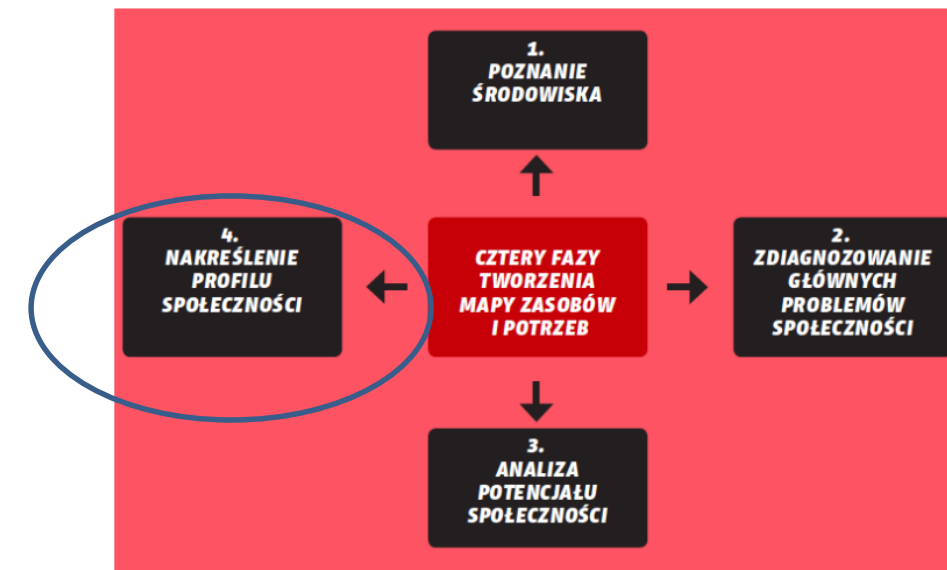 1.
POZNANIE
ŚRODOWISKA
4.
NAKREŚLENIE
PROFILU
SPOŁECZNOŚCI
CZTERY FAZY
TWORZENIA
MAPY ZASOBÓW
I POTRZEB
2.
ZDIAGNOZOWANIE
GŁÓWNYCH
PROBLEMÓW
SPOŁECZNOŚCI
3.
ANALIZA
POTENCJAŁU
SPOŁECZNOŚCI